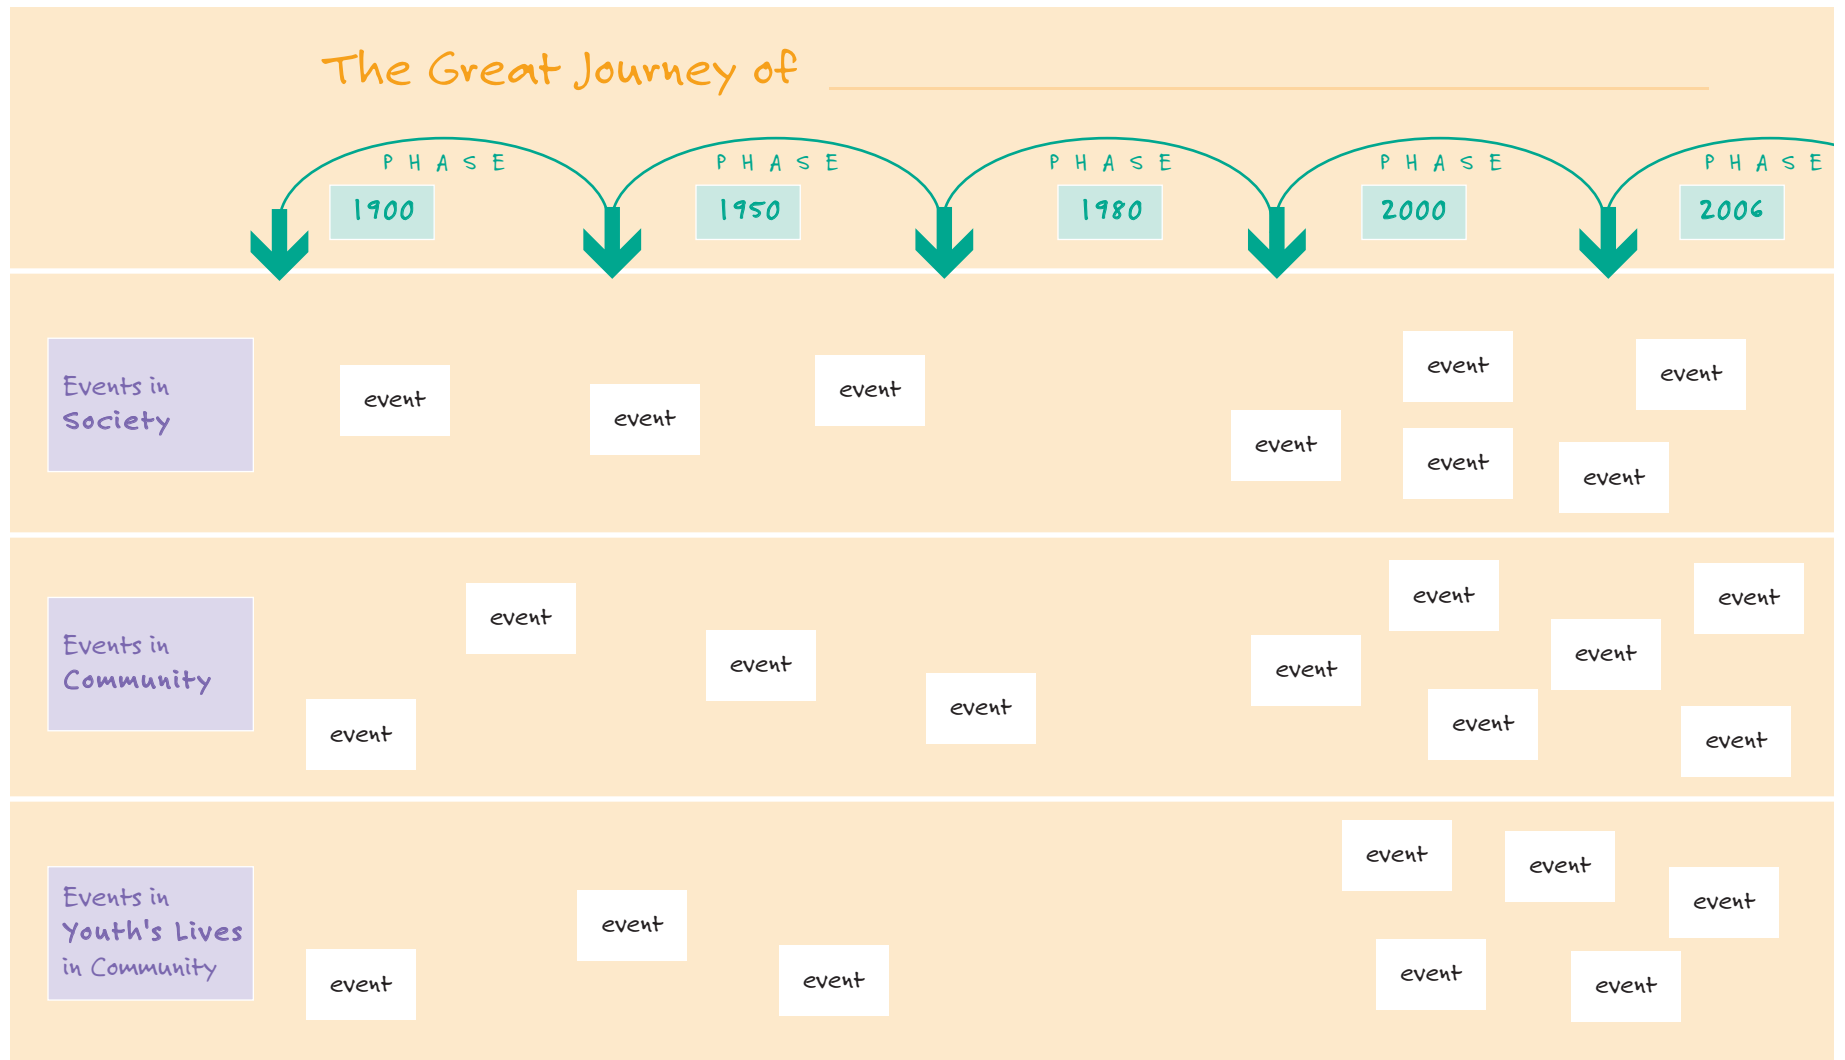 The Great Journey of
PHASE PHASE PHASE PHASE PHASE
1900 1950 1980 2000 2006
Events in
Society
event
event
event
event
event
event
event
event
Events in
Community
event
event
event
event
event
event
event
event
event
event
Events in
Youth's Lives
in Community
event
event
event
event
event
event
event
event